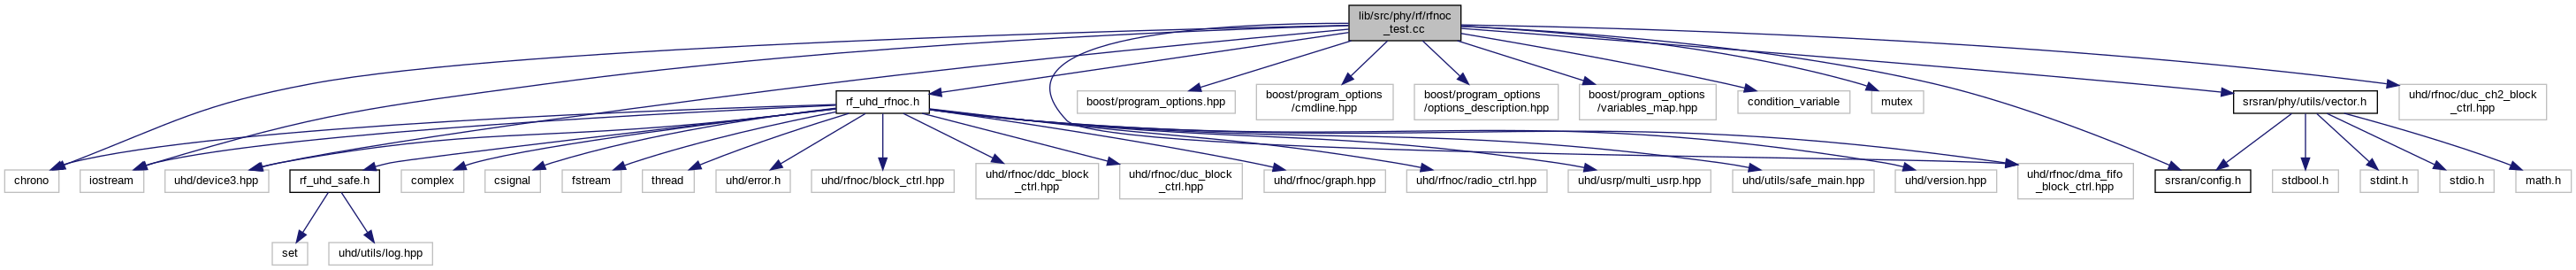 lib/src/phy/rf/rfnoc
_test.cc
rf_uhd_rfnoc.h
boost/program_options.hpp
boost/program_options
/cmdline.hpp
boost/program_options
/options_description.hpp
boost/program_options
/variables_map.hpp
condition_variable
mutex
srsran/phy/utils/vector.h
uhd/rfnoc/duc_ch2_block
_ctrl.hpp
chrono
iostream
uhd/device3.hpp
rf_uhd_safe.h
complex
csignal
fstream
thread
uhd/error.h
uhd/rfnoc/block_ctrl.hpp
uhd/rfnoc/ddc_block
_ctrl.hpp
uhd/rfnoc/duc_block
_ctrl.hpp
uhd/rfnoc/graph.hpp
uhd/rfnoc/radio_ctrl.hpp
uhd/usrp/multi_usrp.hpp
uhd/utils/safe_main.hpp
uhd/version.hpp
uhd/rfnoc/dma_fifo
_block_ctrl.hpp
srsran/config.h
stdbool.h
stdint.h
stdio.h
math.h
set
uhd/utils/log.hpp